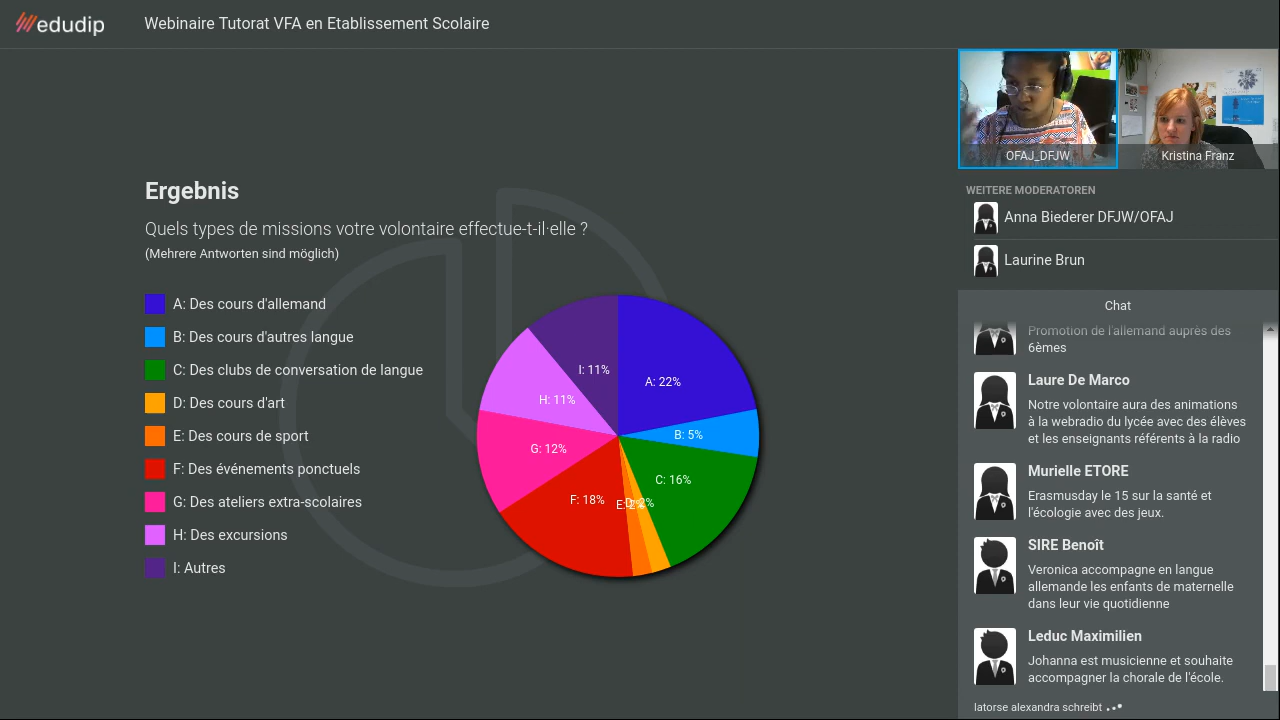 edudip
Webinaire Tutorat VFA en Etablissement Scolaire
OFAJ_DFJW
Kristina Franz
WEITERE MODERATOREN
Anna Biederer DFJW/OFAJ
Laurine Brun
Ergebnis
Quels types de missions votre volontaire effectue-t-il·elle ?
(Mehrere Antworten sind möglich)
A: Des cours d'allemand
B: Des cours d'autres langue
C: Des clubs de conversation de langue
D: Des cours d'art
E: Des cours de sport
F: Des événements ponctuels
G: Des ateliers extra-scolaires
H: Des excursions
I: Autres
I: 11%
A: 22%
H: 11%
B: 5%
G: 12%
C: 16%
F: 18%
E: 2%
D: 2%
Chat
Promotion de l'allemand auprès des
6èmes
Laure De Marco
Notre volontaire aura des animations
à la webradio du lycée avec des élèves
et les enseignants référents à la radio
Murielle ETORE
Erasmusday le 15 sur la santé et
l'écologie avec des jeux.
SIRE Benoît
Veronica accompagne en langue
allemande les enfants de maternelle
dans leur vie quotidienne
Leduc Maximilien
Johanna est musicienne et souhaite
accompagner la chorale de l'école.
latorse alexandra schreibt